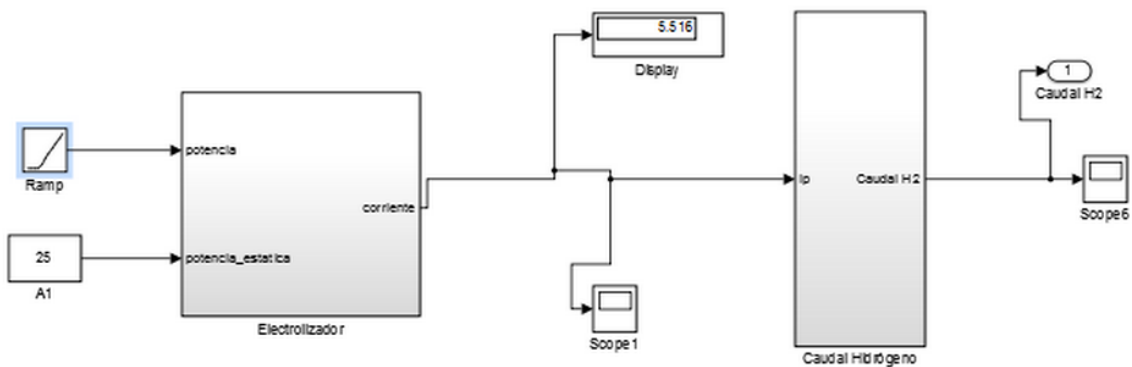 5.516
Display
1
Caudal H2
Ramp
potencia
corriente
Ip
Caudal H2
Scope6
25
A1
potencia_estatica
Electrolizador
Scope1
Caudal Hidrógeno